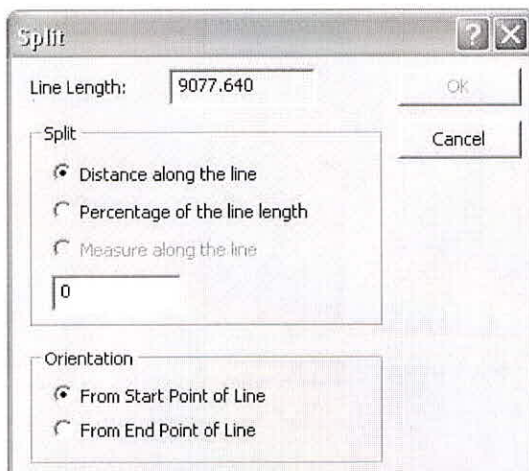 Split
Line Length: 9077.640
Ok
Split
Cancel
Distance along the line
Percentage of the line length
Measure along the line
0
Orientation
From Start Point of Line
From End Point of Line